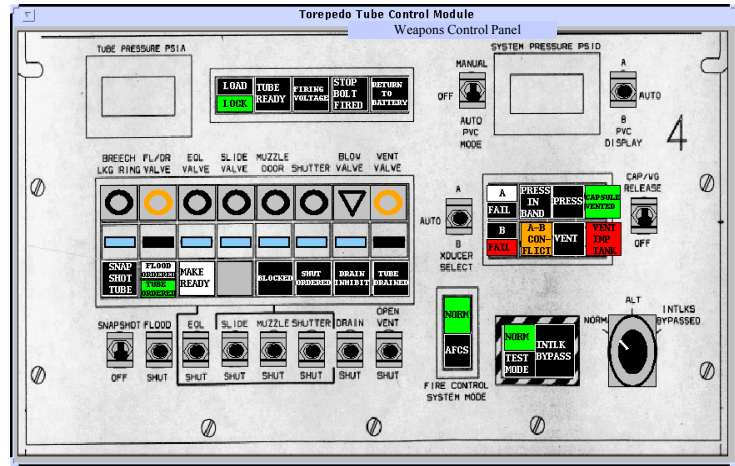 Torepedo Tube Control Module
Weapons Control Panel
TUBE PRESSURE PSIA
SYSTEM PRESSURE PSID
LOAD
LOCK
TUBE
READY
FIRING
VOLTAGE
STOP
BOLT
FIRED
RETURN
TO
BATTERY
MANUAL
OFF
AUTO
PVC
MODE
A
AUTO
B
PVC
DISPLAY
4
BREECH
LKG RING
FL/DR
VALVE
EQL
VALVE
SLIDE
VALVE
MUZZLE
DOOR
SHUTTER
BLOW
VALVE
VENT
VALVE
SNAP
SHOT
TUBE
FLOOD
ORDERED
TUBE
ORDERED
MAKE
READY
BLOCKED
SHUT
ORDERED
DRAIN
INHIBIT
TUBE
DRAINED
A
AUTO
B
XDUCER
SELECT
A
FAIL
B
FAIL
PRESS
IN
BAND
A-B
CON-
FLICT
PRESS
VENT
CAPSULE
VENTED
VENT
IMP
TANK
CAP/WG
RELEASE
OFF
SNAPSHOT
OFF
FLOOD
SHUT
EQL
SHUT
SLIDE
SHUT
MUZZLE
SHUT
SHUTTER
SHUT
DRAIN
SHUT
OPEN
VENT
SHUT
NORM
AFCS
FIRE CONTROL
SYSTEM MODE
NORM
TEST
MODE
INTLK
BYPASS
NORM
ALT
INTLKS
BYPASSED